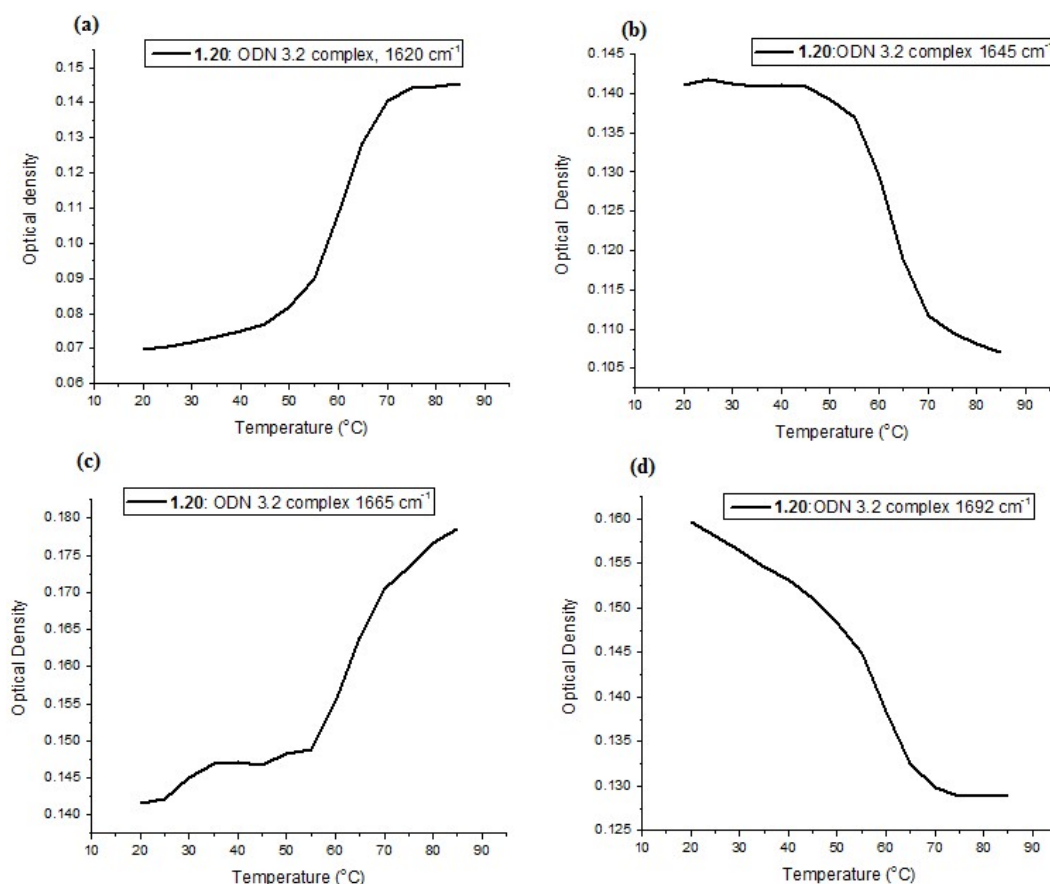 (a)
1.20: ODN 3.2 complex, 1620 cm⁻¹
0.15
0.14
0.13
0.12
0.11
0.10
0.09
0.08
0.07
0.06
Optical density
10 20 30 40 50 60 70 80 90
Temperature (°C)
(b)
1.20:ODN 3.2 complex 1645 cm⁻¹
0.145
0.140
0.135
0.130
0.125
0.120
0.115
0.110
0.105
Optical Density
10 20 30 40 50 60 70 80 90
Temperature (°C)
(c)
1.20: ODN 3.2 complex 1665 cm⁻¹
0.180
0.175
0.170
0.165
0.160
0.155
0.150
0.145
0.140
Optical Density
10 20 30 40 50 60 70 80 90
Temperature (°C)
(d)
1.20:ODN 3.2 complex 1692 cm⁻¹
0.160
0.155
0.150
0.145
0.140
0.135
0.130
0.125
Optical Density
10 20 30 40 50 60 70 80 90
Temperature (°C)